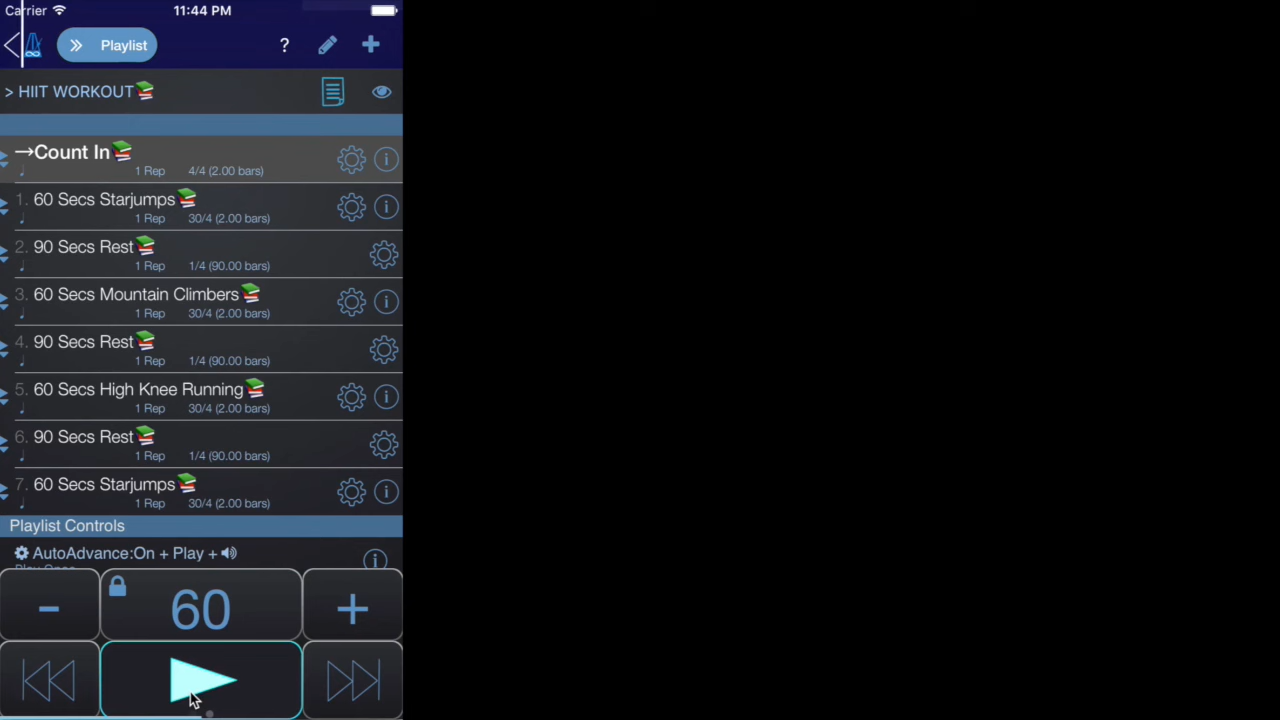 Carrier 11:44 PM
Playlist ?
> HIIT WORKOUT
→Count In
1 Rep 4/4 (2.00 bars)
1. 60 Secs Starjumps
1 Rep 30/4 (2.00 bars)
2. 90 Secs Rest
1 Rep 1/4 (90.00 bars)
3. 60 Secs Mountain Climbers
1 Rep 30/4 (2.00 bars)
4. 90 Secs Rest
1 Rep 1/4 (90.00 bars)
5. 60 Secs High Knee Running
1 Rep 30/4 (2.00 bars)
6. 90 Secs Rest
1 Rep 1/4 (90.00 bars)
7. 60 Secs Starjumps
1 Rep 30/4 (2.00 bars)
Playlist Controls
AutoAdvance:On + Play +
- 60 +